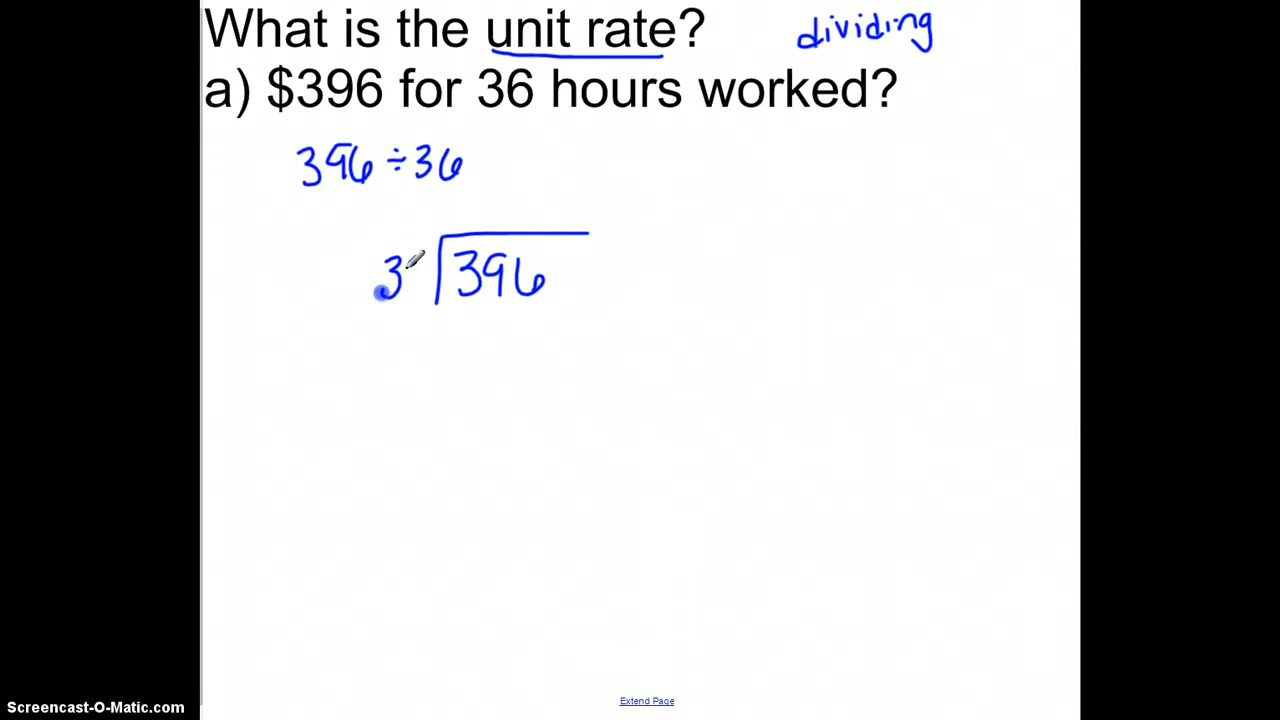 What is the unit rate? dividing
a) $396 for 36 hours worked?
396 ÷ 36
3 396
Extend Page
Screencast-O-Matic.com